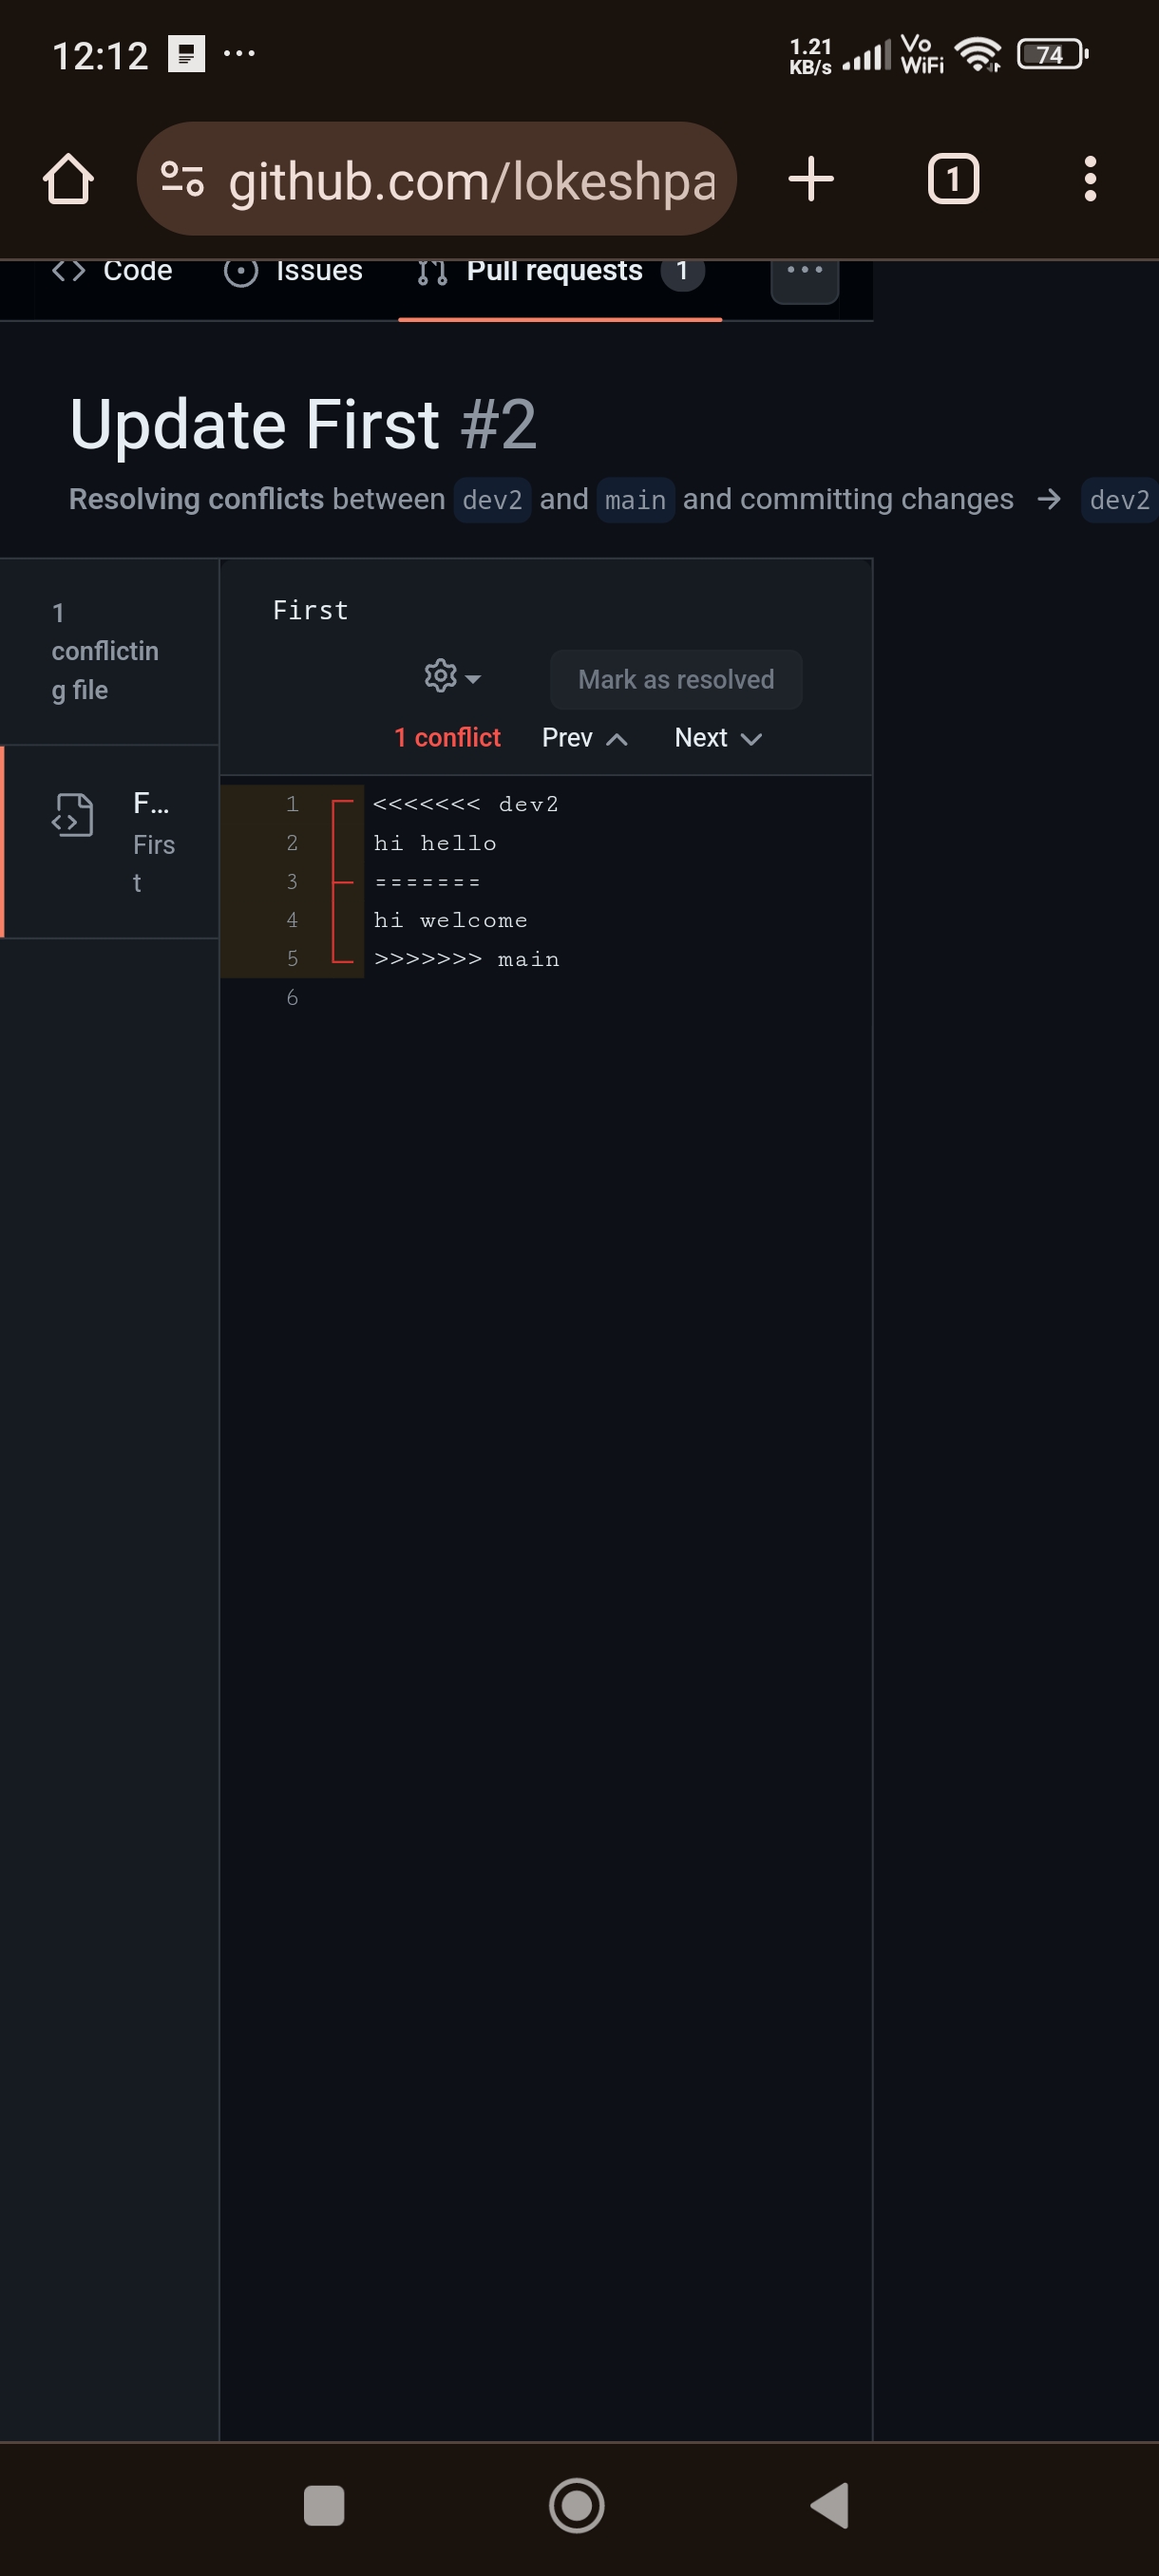 12:12 ... 1.21 KB/s Vo WiFi 74
github.com/lokeshpa 1
Code Issues Pull requests 1 ...
Update First #2
Resolving conflicts between dev2 and main and committing changes → dev2
1
conflictin
g file
First
Mark as resolved
1 conflict Prev Next
F...
Firs
t
1 <<<<<<< dev2
2 hi hello
3 =======
4 hi welcome
5 >>>>>>> main
6